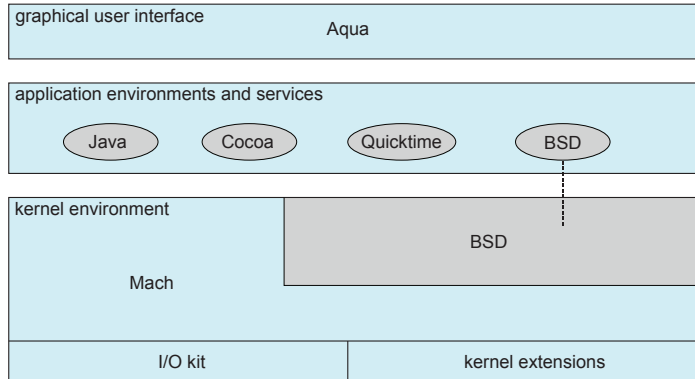 graphical user interface
Aqua
application environments and services
Java
Cocoa
Quicktime
BSD
kernel environment
BSD
Mach
I/O kit
kernel extensions